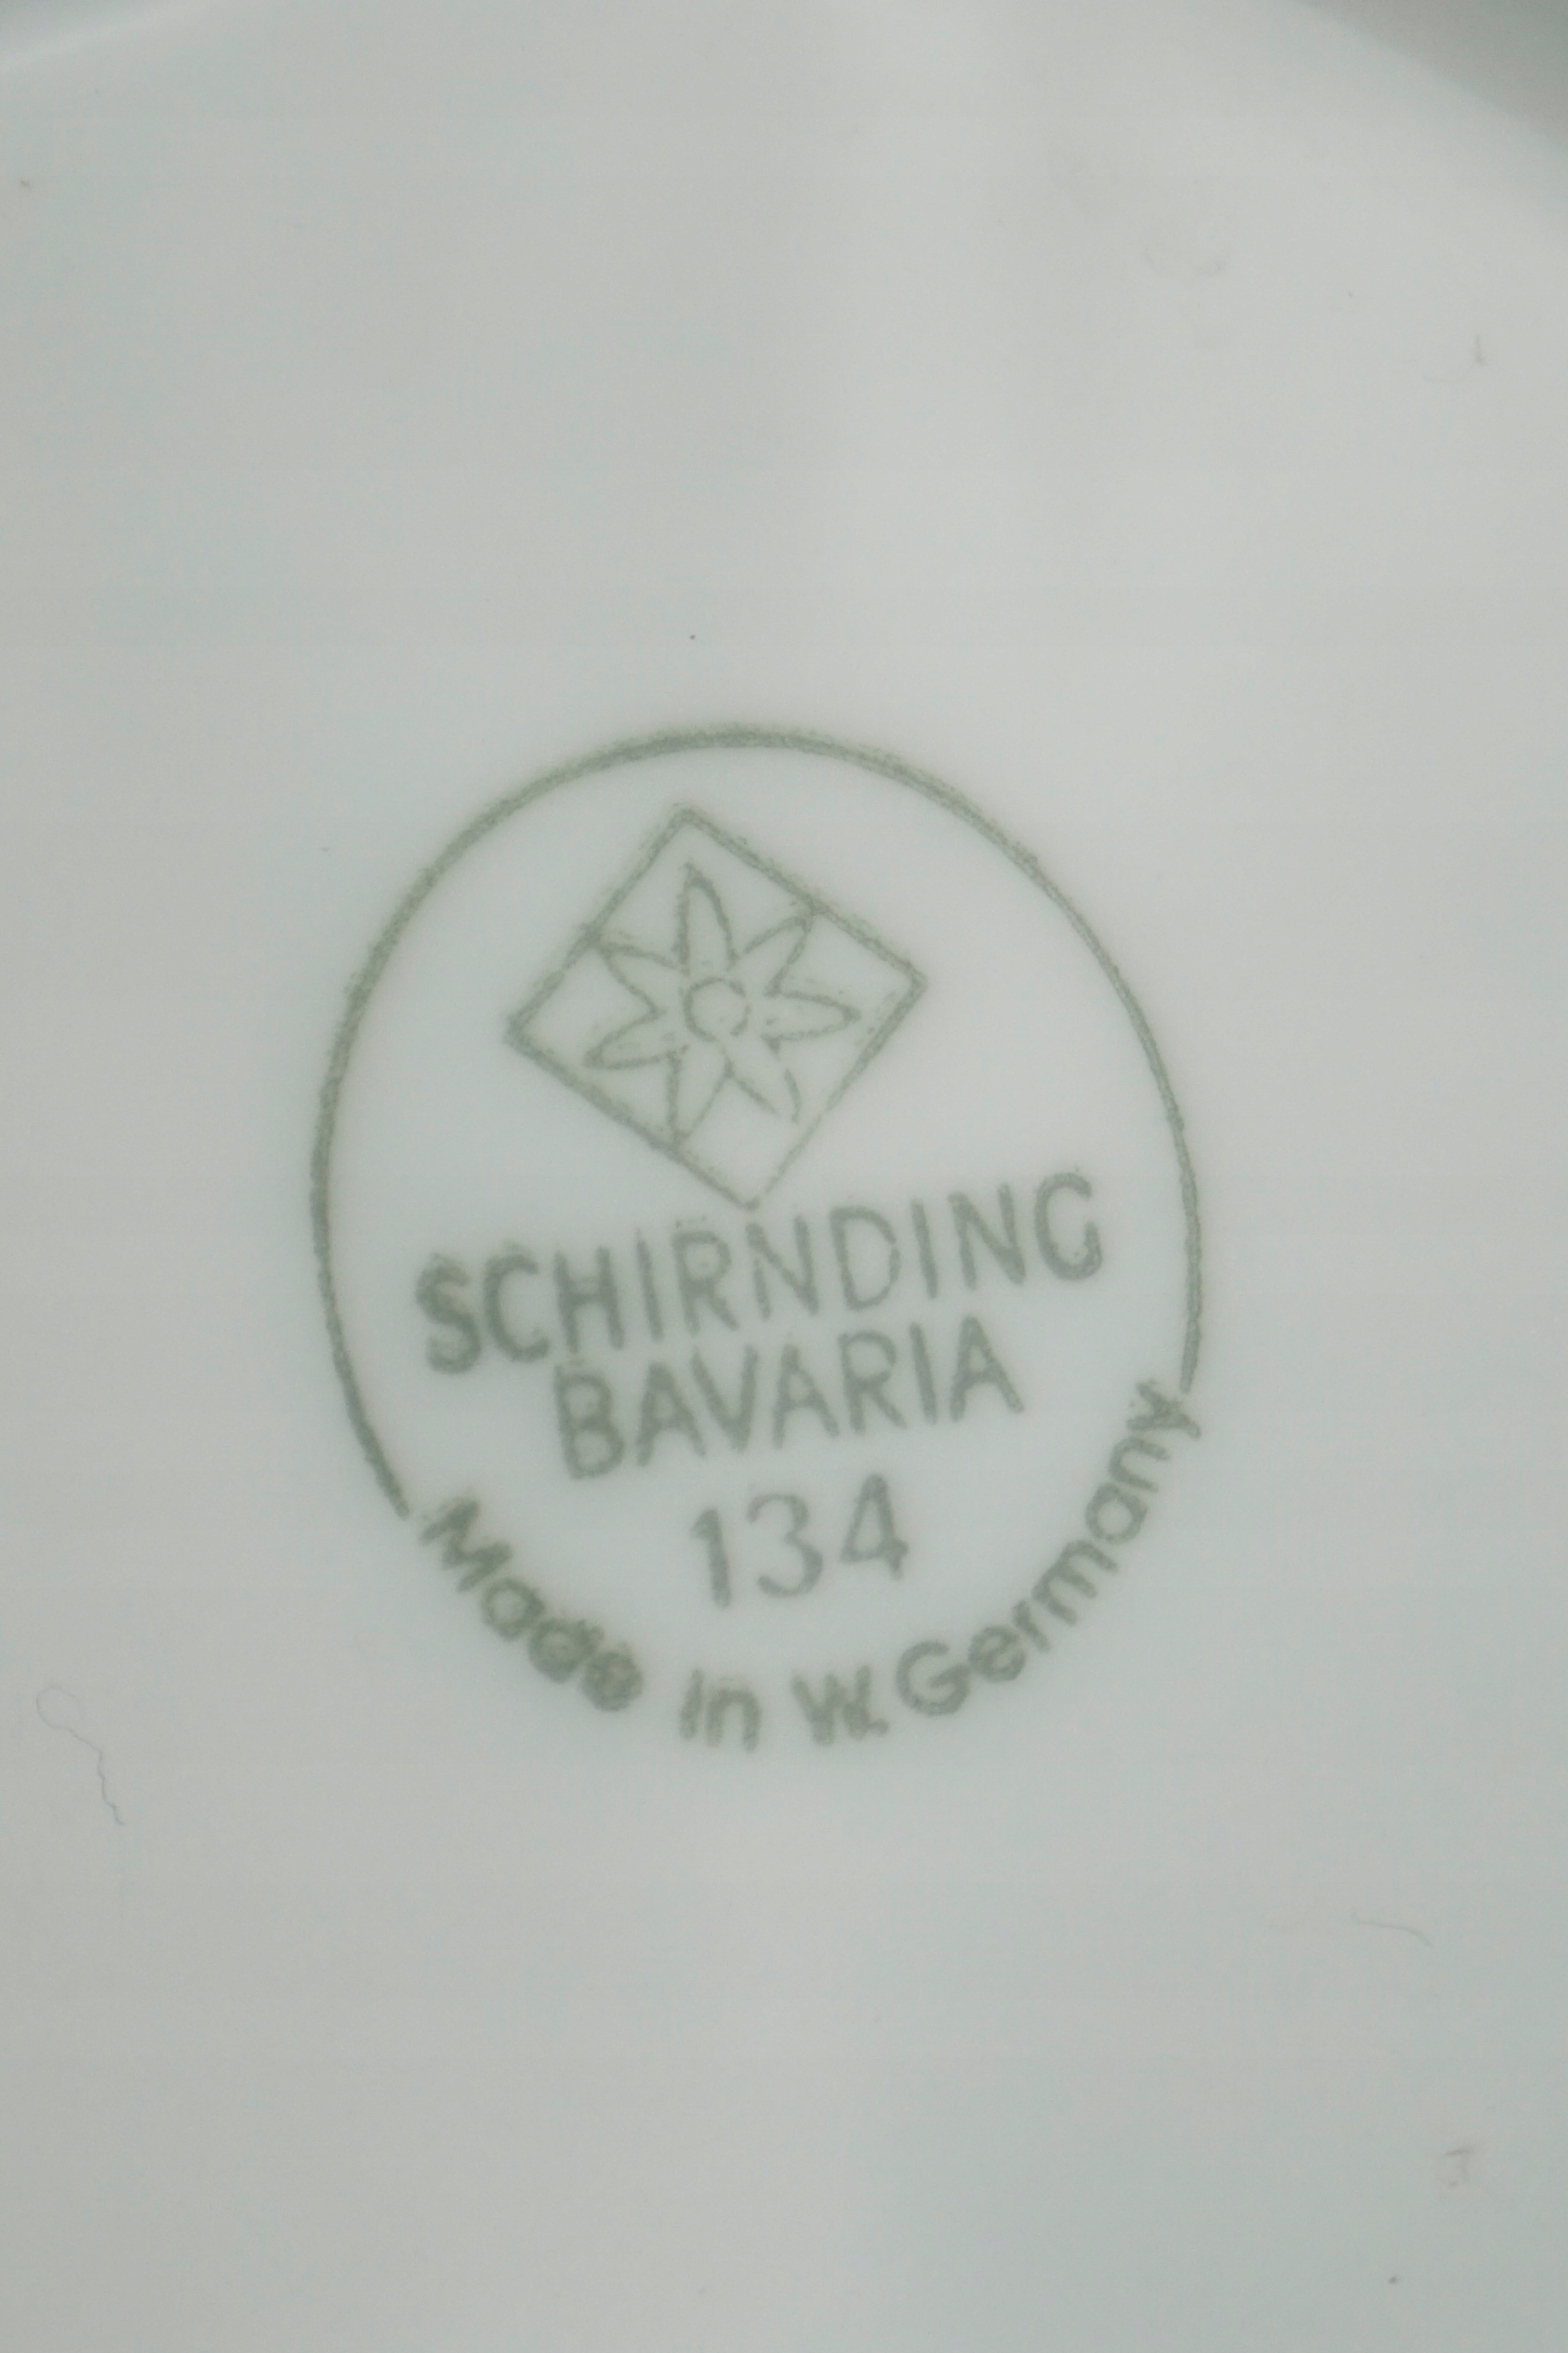 SCHIRNDING
BAVARIA
134
Made in W. Germany